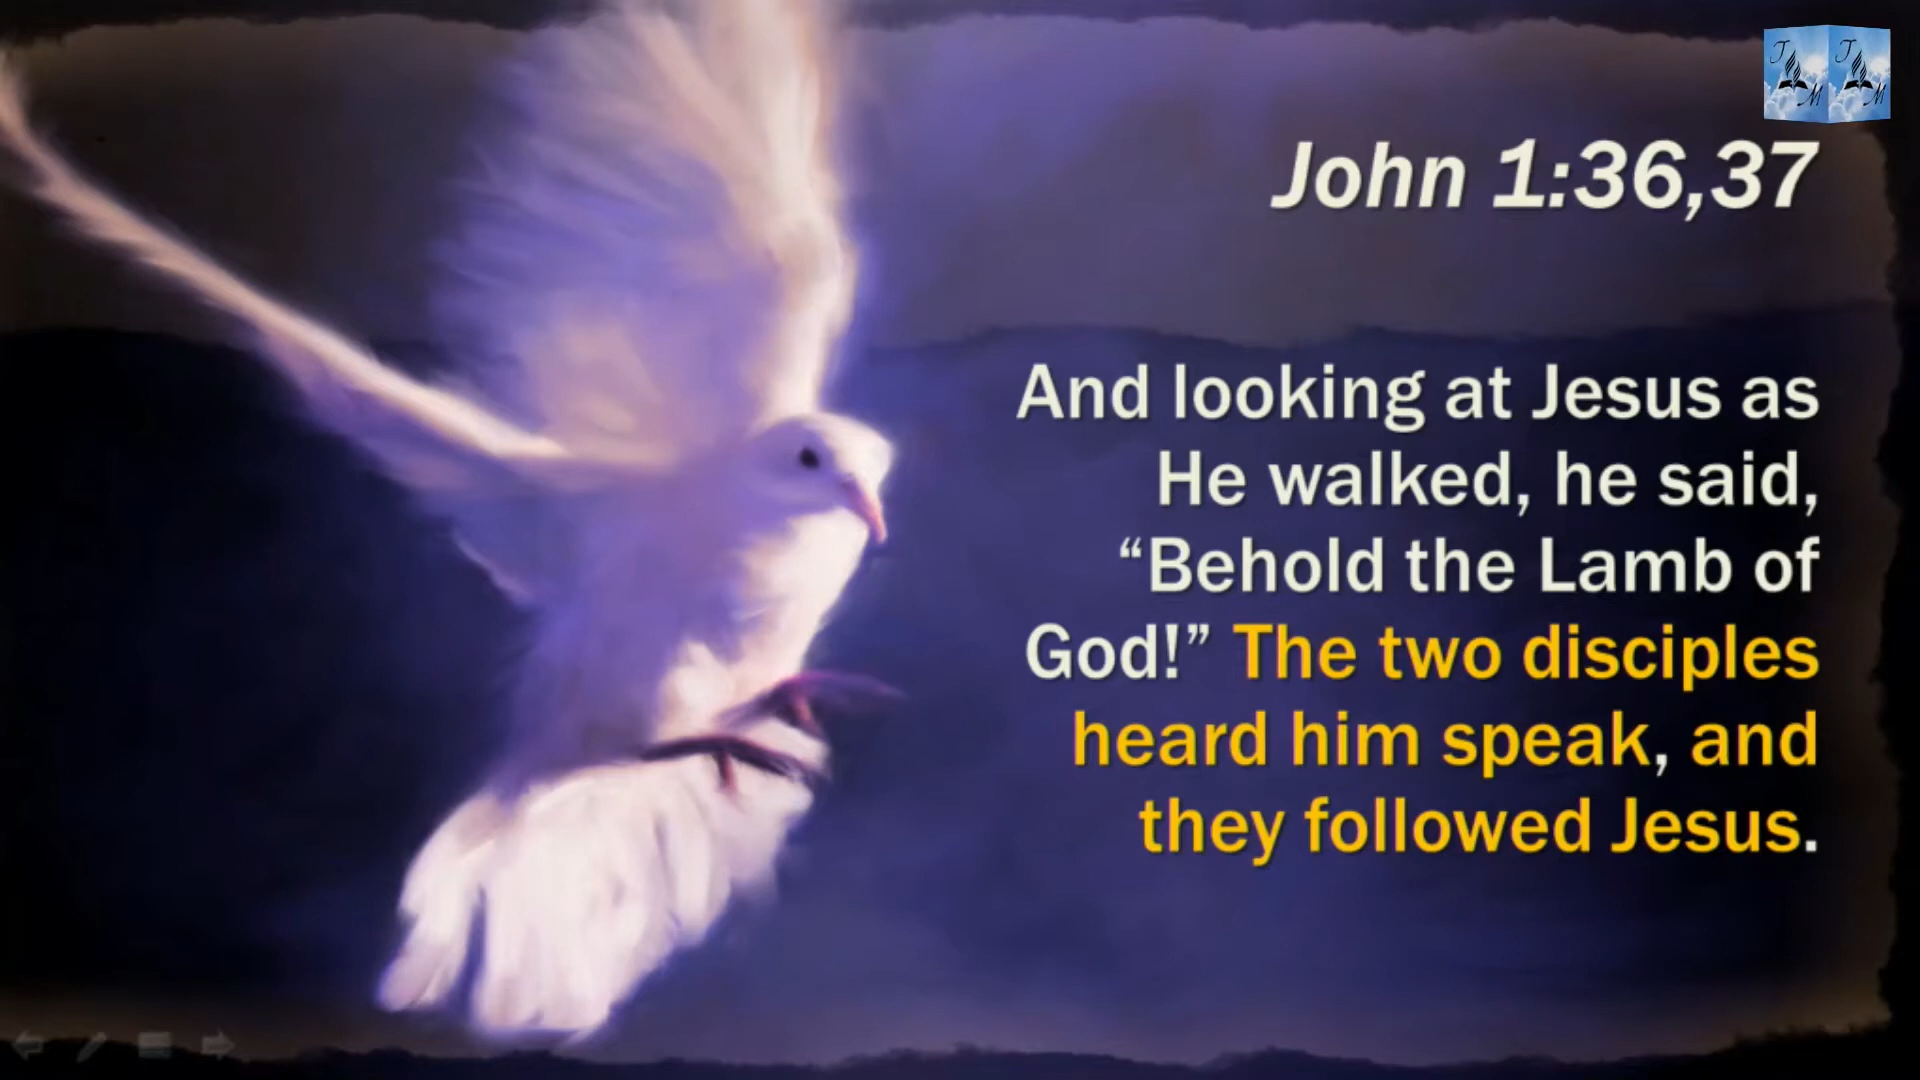 J M J M
John 1:36,37
And looking at Jesus as
He walked, he said,
“Behold the Lamb of
God!” The two disciples
heard him speak, and
they followed Jesus.